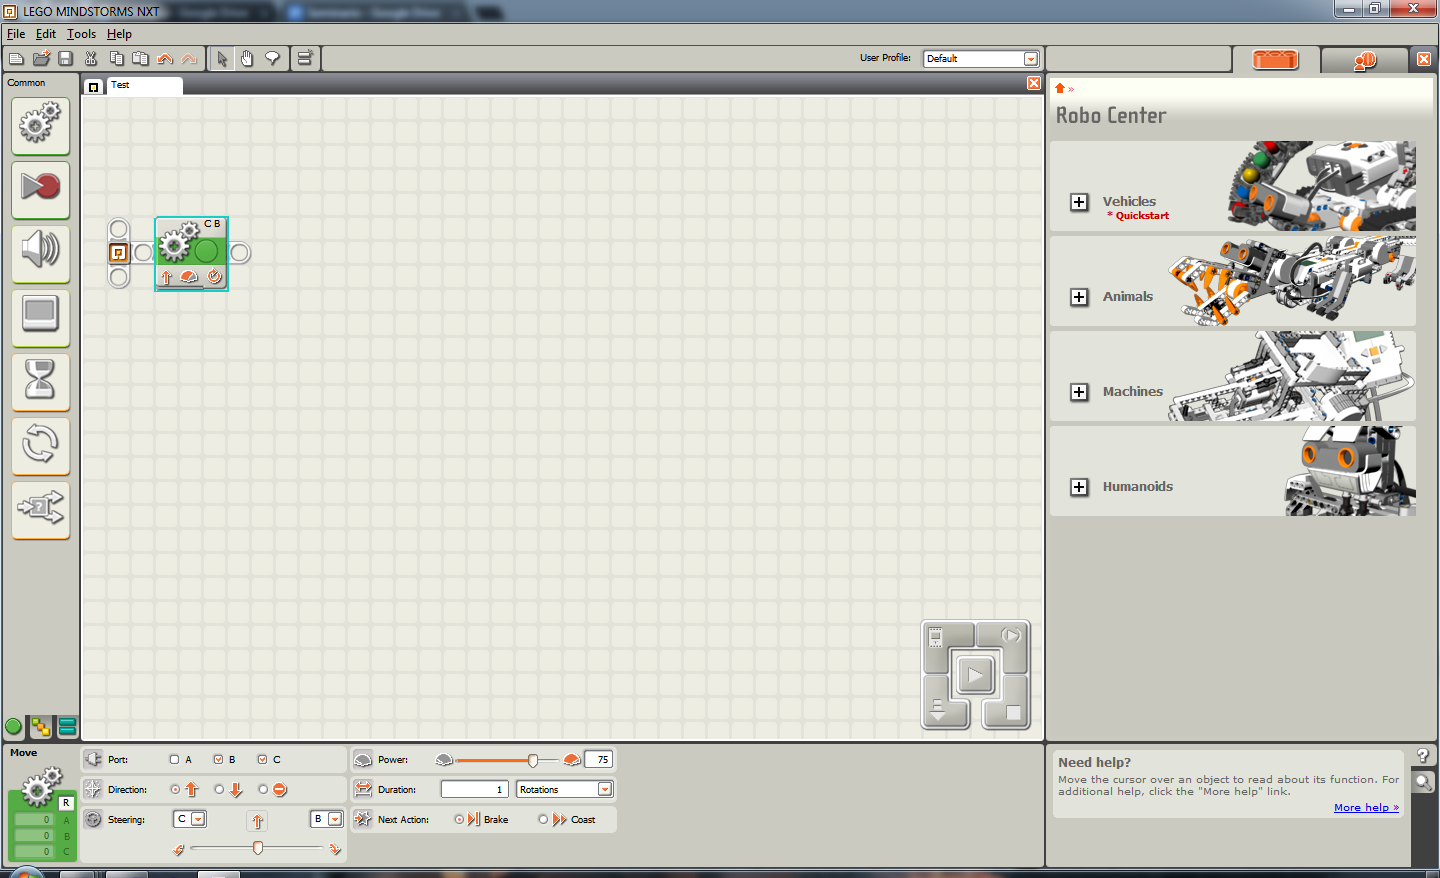 LEGO MINDSTORMS NXT
File Edit Tools Help
User Profile: Default
Common
Test
C B
Robo Center
Vehicles
* Quickstart
Animals
Machines
Humanoids
Move
R
0 A
0 B
0 C
Port: A B C
Direction:
Steering: C B
Power: 75
Duration: 1 Rotations
Next Action: Brake Coast
Need help?
Move the cursor over an object to read about its function. For
additional help, click the "More help" link.
More help »